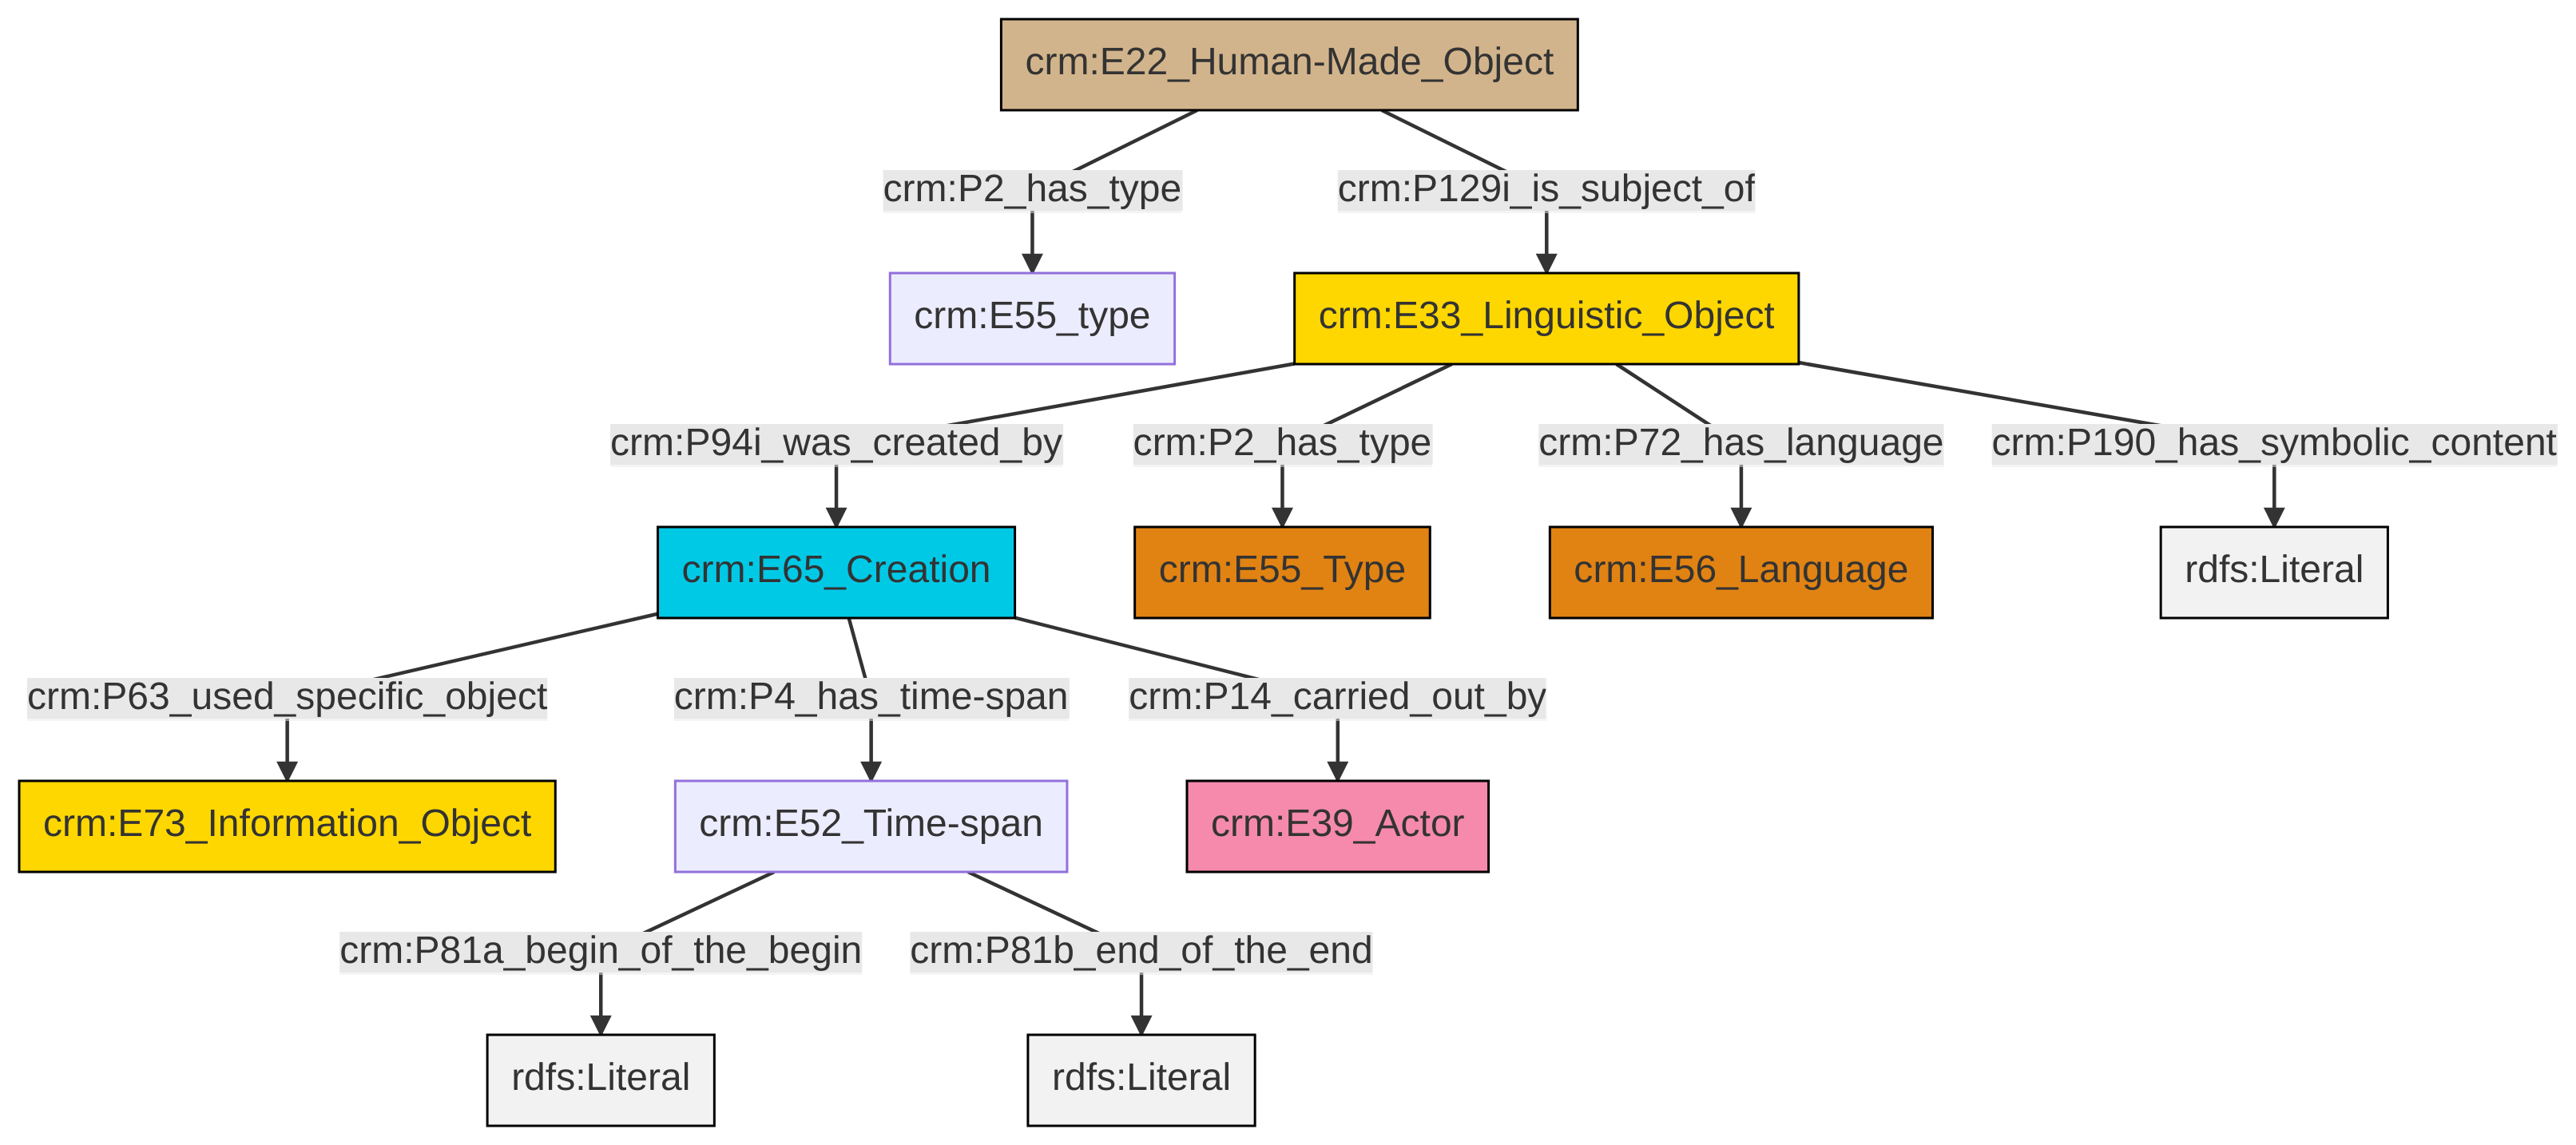 crm:E22_Human-Made_Object
crm:P2_has_type
crm:P129i_is_subject_of
crm:E55_type
crm:E33_Linguistic_Object
crm:P94i_was_created_by
crm:P2_has_type
crm:P72_has_language
crm:P190_has_symbolic_content
crm:E65_Creation
crm:E55_Type
crm:E56_Language
rdfs:Literal
crm:P63_used_specific_object
crm:P4_has_time-span
crm:P14_carried_out_by
crm:E73_Information_Object
crm:E52_Time-span
crm:E39_Actor
crm:P81a_begin_of_the_begin
crm:P81b_end_of_the_end
rdfs:Literal
rdfs:Literal